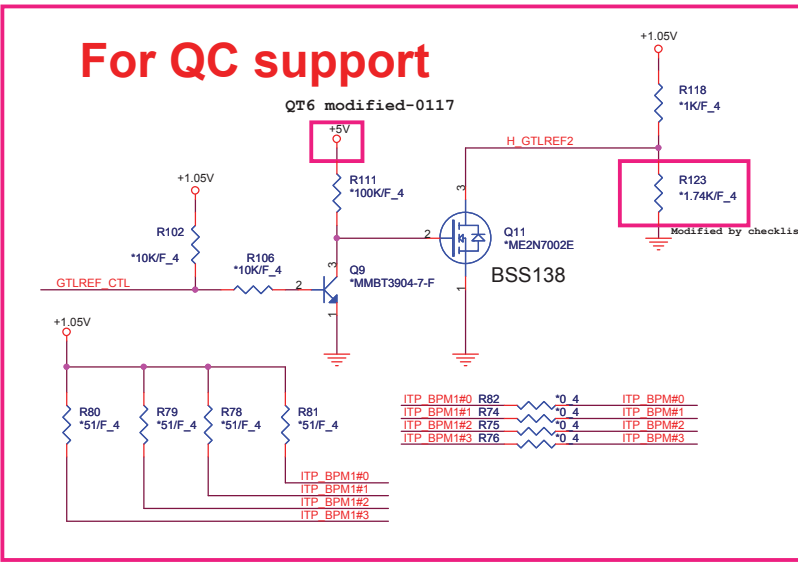 For QC support
QT6 modified-0117
+5V
R111
*100K/F_4
+1.05V
R118
*1K/F_4
H_GTLREF2
R123
*1.74K/F_4
Modified by checklis
+1.05V
R102
*10K/F_4
R106
*10K/F_4
GTLREF_CTL
2
3
1
Q9
*MMBT3904-7-F
2
3
1
Q11
*ME2N7002E
BSS138
+1.05V
R80
*51/F_4
R79
*51/F_4
R78
*51/F_4
R81
*51/F_4
ITP_BPM1#0
ITP_BPM1#1
ITP_BPM1#2
ITP_BPM1#3
ITP_BPM1#0 R82 *0_4 ITP_BPM#0
ITP_BPM1#1 R74 *0_4 ITP_BPM#1
ITP_BPM1#2 R75 *0_4 ITP_BPM#2
ITP_BPM1#3 R76 *0_4 ITP_BPM#3